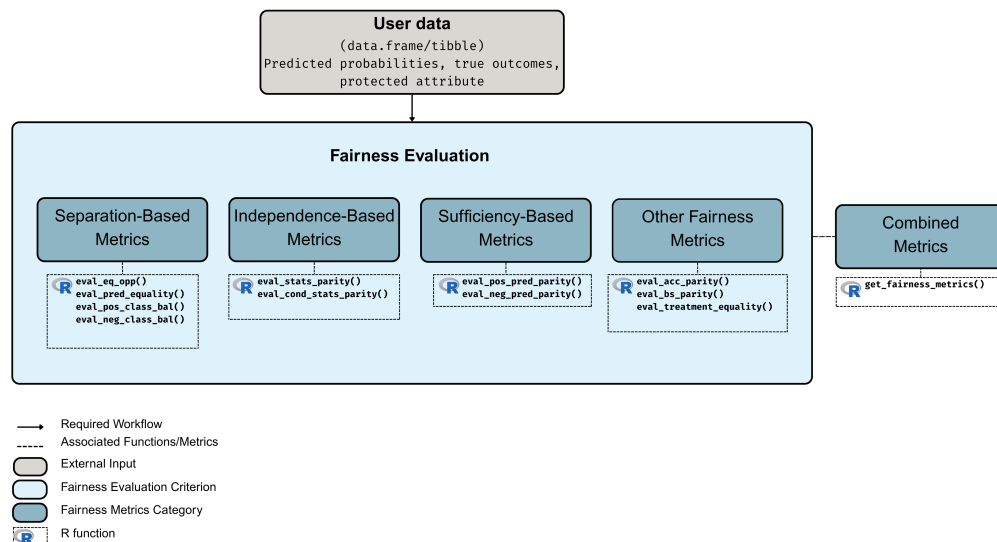 User data
(data.frame/tibble)
Predicted probabilities, true outcomes,
protected attribute
Fairness Evaluation
Separation-Based
Metrics
R eval_eq_opp()
eval_pred_equality()
eval_pos_class_bal()
eval_neg_class_bal()
Independence-Based
Metrics
R eval_stats_parity()
eval_cond_stats_parity()
Sufficiency-Based
Metrics
R eval_pos_pred_parity()
eval_neg_pred_parity()
Other Fairness
Metrics
R eval_acc_parity()
eval_bs_parity()
eval_treatment_equality()
Combined
Metrics
R get_fairness_metrics()
Required Workflow
Associated Functions/Metrics
External Input
Fairness Evaluation Criterion
Fairness Metrics Category
R R function